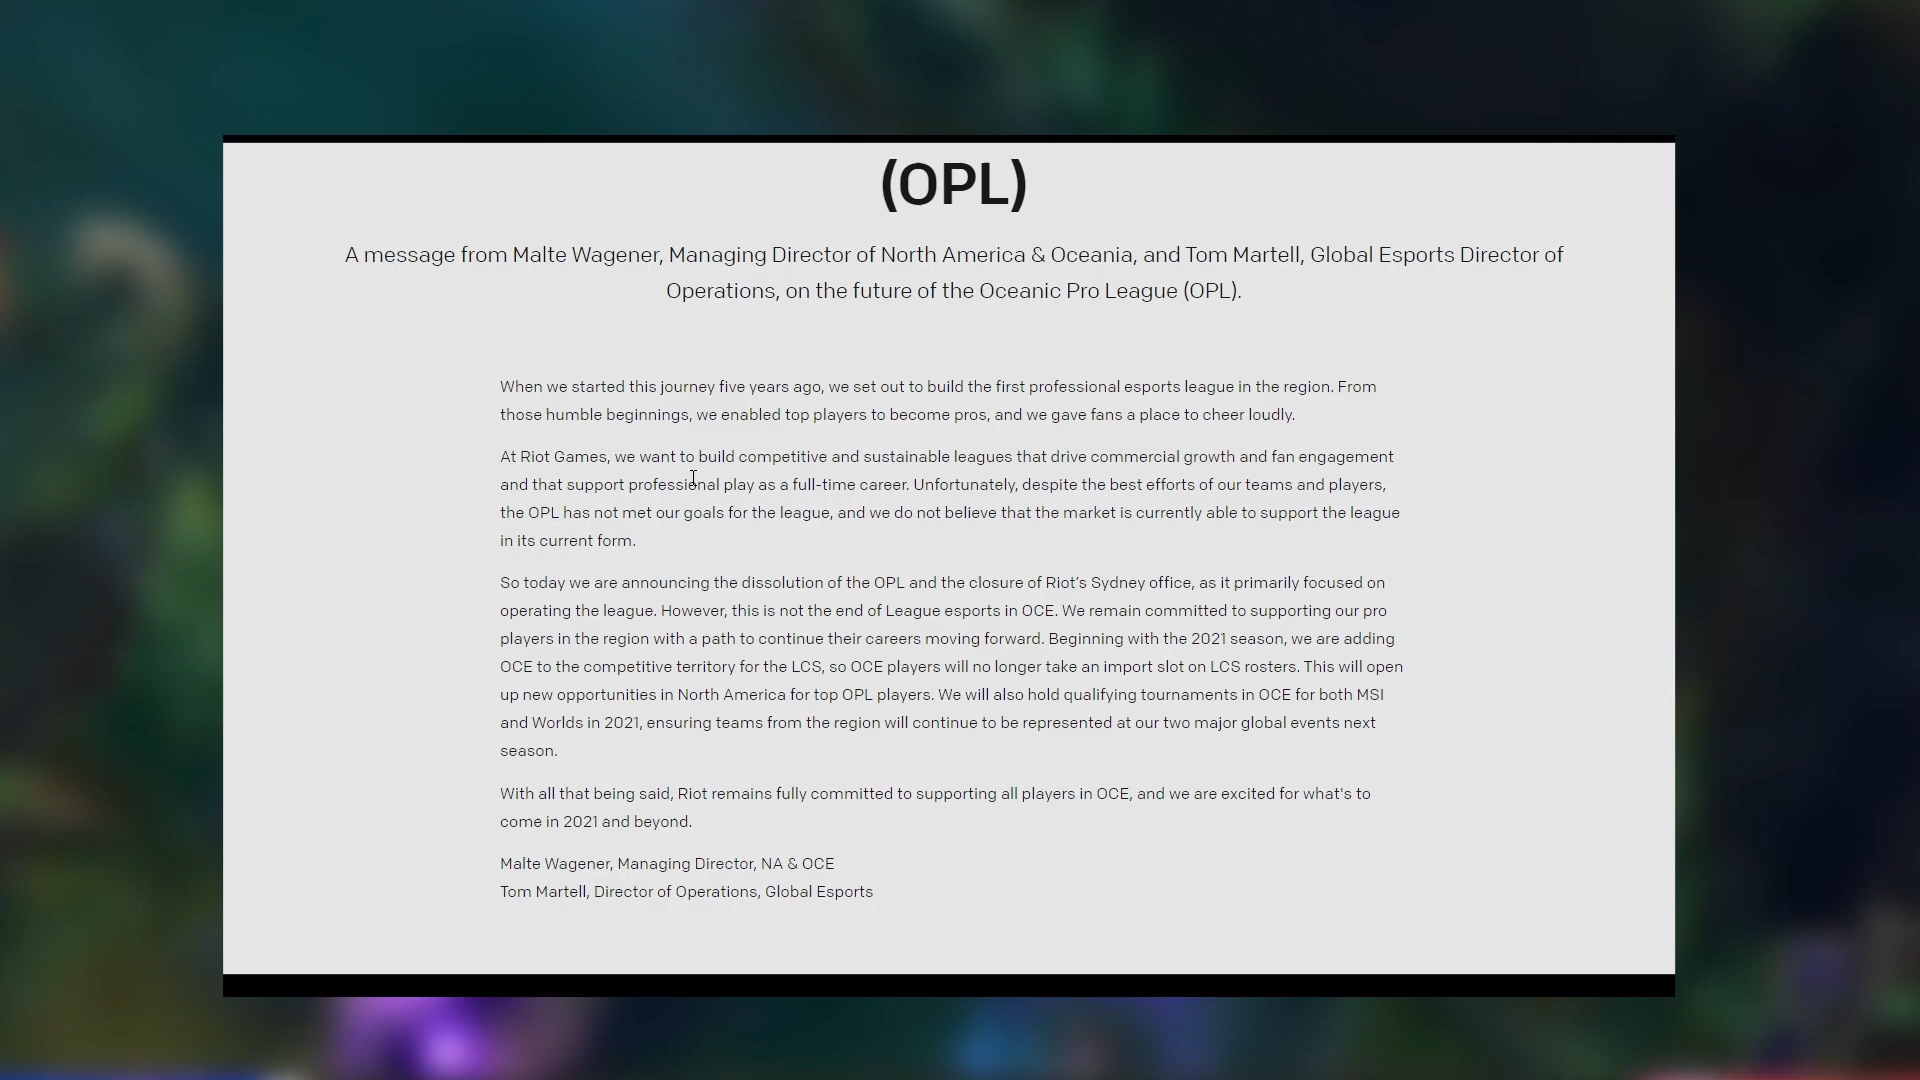 (OPL)
A message from Malte Wagener, Managing Director of North America & Oceania, and Tom Martell, Global Esports Director of
Operations, on the future of the Oceanic Pro League (OPL).
When we started this journey five years ago, we set out to build the first professional esports league in the region. From
those humble beginnings, we enabled top players to become pros, and we gave fans a place to cheer loudly.
At Riot Games, we want to build competitive and sustainable leagues that drive commercial growth and fan engagement
and that support professional play as a full-time career. Unfortunately, despite the best efforts of our teams and players,
the OPL has not met our goals for the league, and we do not believe that the market is currently able to support the league
in its current form.
So today we are announcing the dissolution of the OPL and the closure of Riot's Sydney office, as it primarily focused on
operating the league. However, this is not the end of League esports in OCE. We remain committed to supporting our pro
players in the region with a path to continue their careers moving forward. Beginning with the 2021 season, we are adding
OCE to the competitive territory for the LCS, so OCE players will no longer take an import slot on LCS rosters. This will open
up new opportunities in North America for top OPL players. We will also hold qualifying tournaments in OCE for both MSI
and Worlds in 2021, ensuring teams from the region will continue to be represented at our two major global events next
season.
With all that being said, Riot remains fully committed to supporting all players in OCE, and we are excited for what's to
come in 2021 and beyond.
Malte Wagener, Managing Director, NA & OCE
Tom Martell, Director of Operations, Global Esports